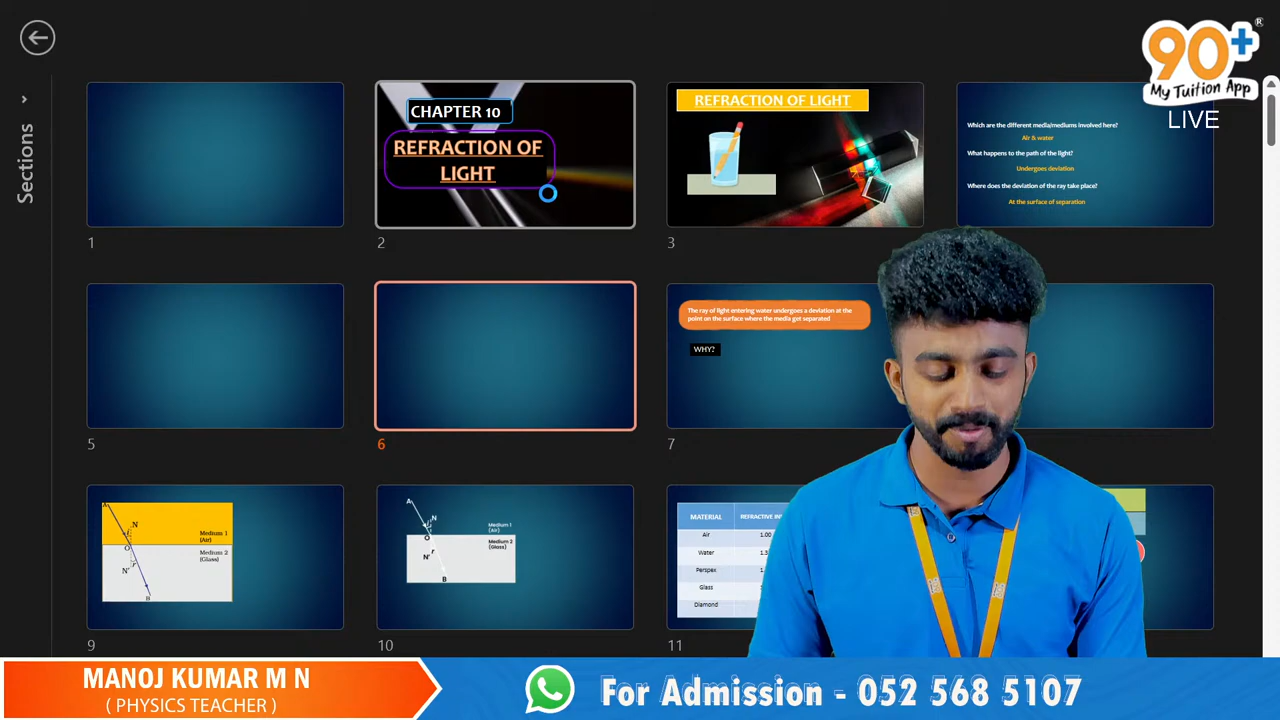 90+
®
My Tuition App
LIVE
Sections
CHAPTER 10
REFRACTION OF
LIGHT
REFRACTION OF LIGHT
Which are the different media/mediums involved here?
Air & water
What happens to the path of the light?
Undergoes deviation
Where does the deviation of the ray take place?
At the surface of separation
1
2
3
The ray of light entering water undergoes a deviation at the
point on the surface where the media get separated
WHY?
5
6
7
A
N
i
O
N'
r
B
Medium 1
(Air)
Medium 2
(Glass)
A
N
i
O
N'
r
B
Medium 1
(Air)
Medium 2
(Glass)
MATERIAL
REFRACTIVE
Air
1.00
Water
Perspex
Glass
Diamond
9
10
11
MANOJ KUMAR M N
( PHYSICS TEACHER )
For Admission - 052 568 5107